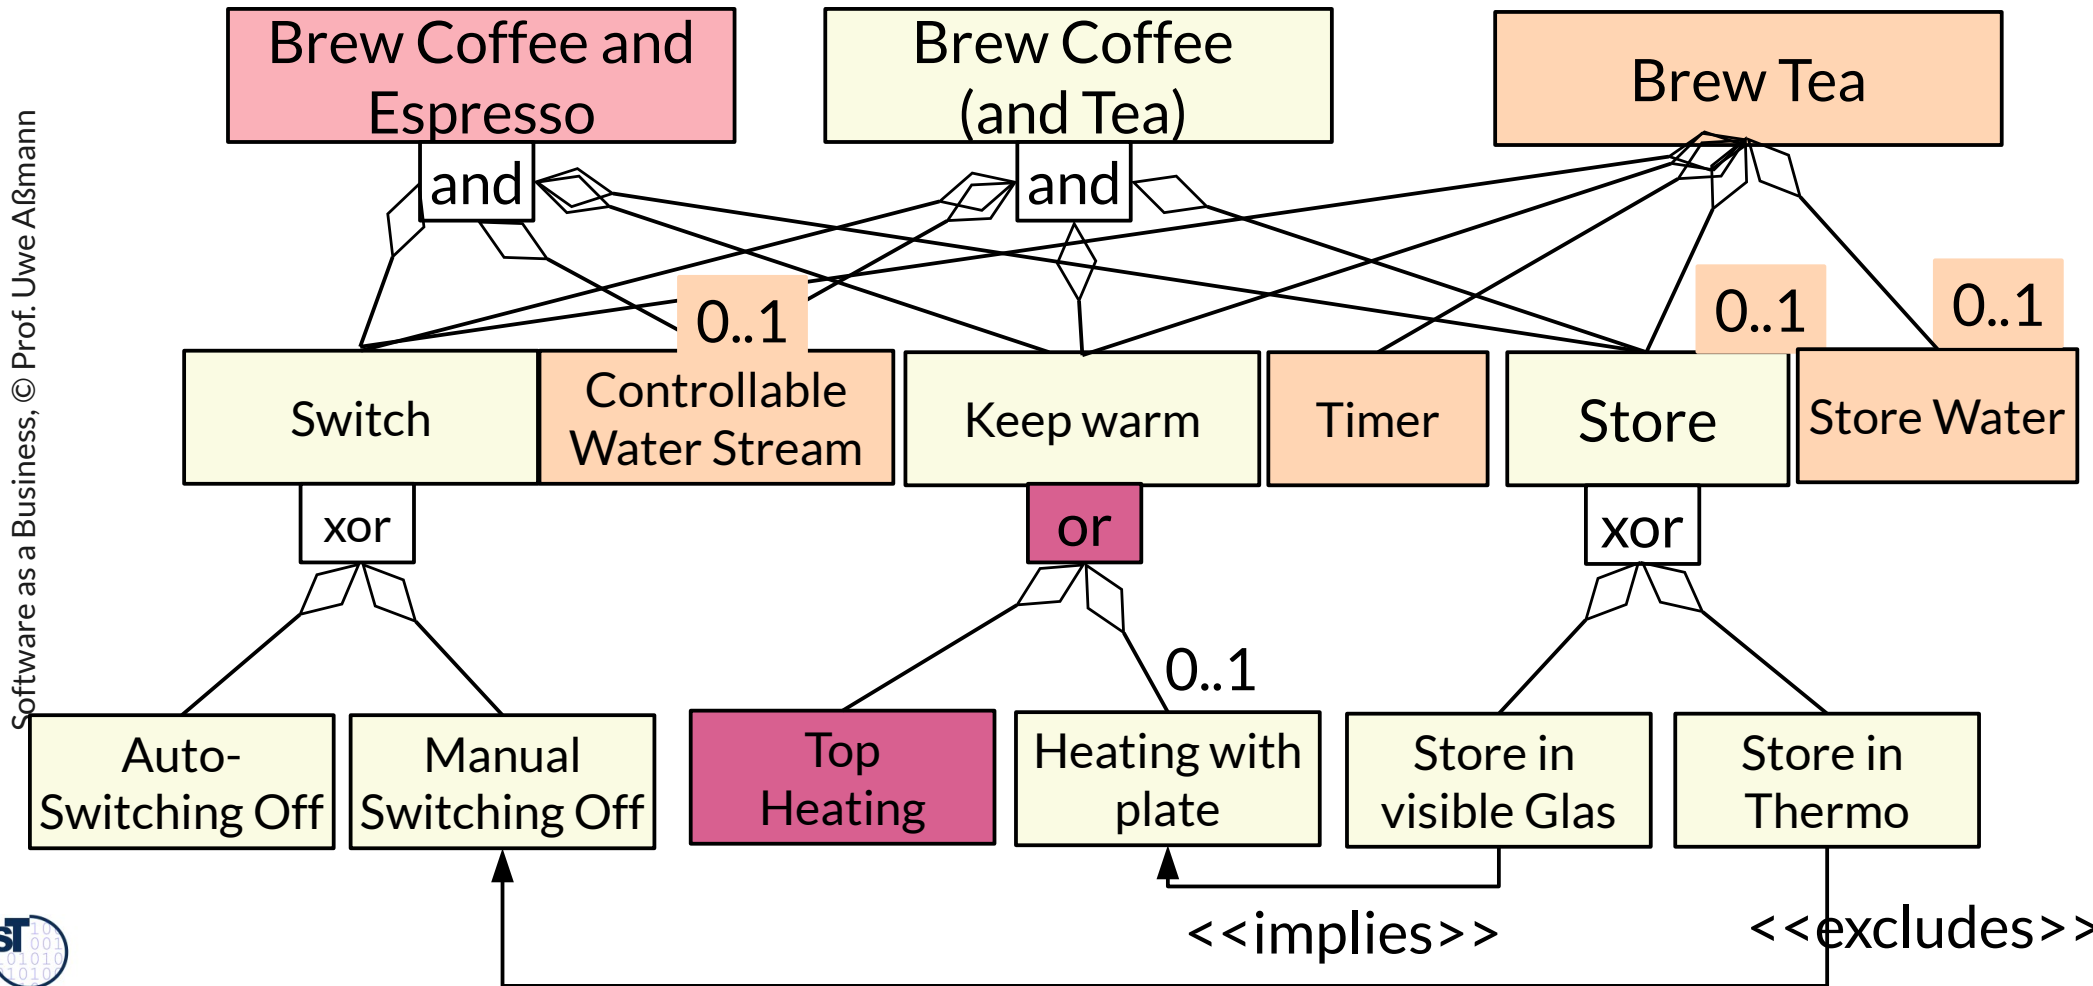 Brew Coffee and
Espresso
Brew Coffee
(and Tea)
Brew Tea
and
and
0..1
0..1
0..1
Switch
Controllable
Water Stream
Keep warm
Timer
Store
Store Water
xor
or
xor
0..1
Auto-
Switching Off
Manual
Switching Off
Top
Heating
Heating with
plate
Store in
visible Glas
Store in
Thermo
<<implies>>
<<excludes>>
Software as a Business, © Prof. Uwe Aßmann
ST